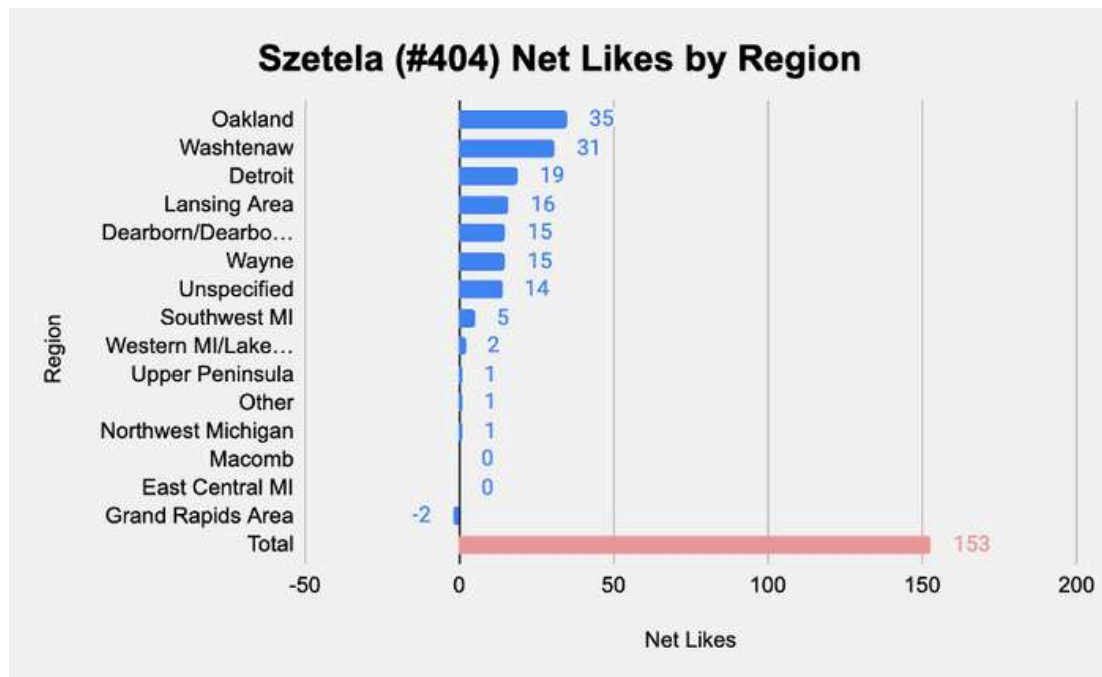 Szetela (#404) Net Likes by Region
Oakland 35
Washtenaw 31
Detroit 19
Lansing Area 16
Dearborn/Dearbo… 15
Wayne 15
Unspecified 14
Southwest MI 5
Western MI/Lake… 2
Upper Peninsula 1
Other 1
Northwest Michigan 1
Macomb 0
East Central MI 0
Grand Rapids Area -2
Total 153
Region
-50 0 50 100 150 200
Net Likes